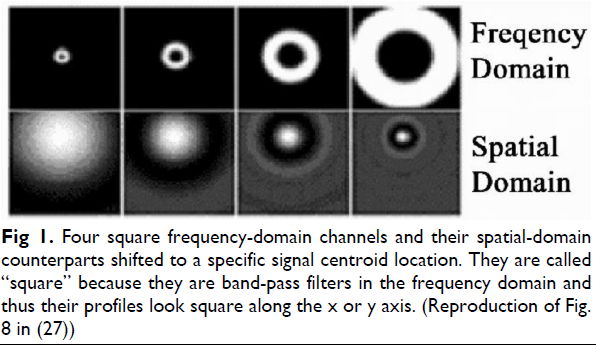 Freqency
Domain
Spatial
Domain
Fig 1. Four square frequency-domain channels and their spatial-domain
counterparts shifted to a specific signal centroid location. They are called
“square” because they are band-pass filters in the frequency domain and
thus their profiles look square along the x or y axis. (Reproduction of Fig.
8 in (27))